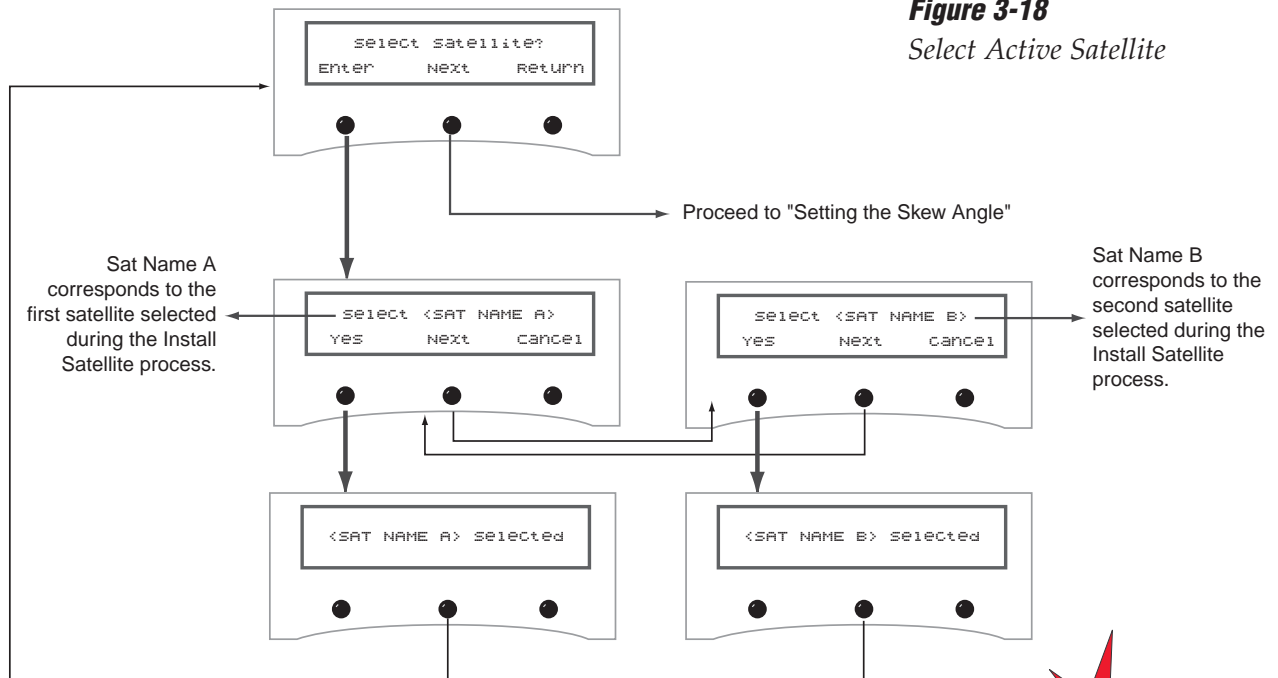 Figure 3-18
Select Active Satellite
Select Satellite?
Enter Next Return
Proceed to "Setting the Skew Angle"
Sat Name A
corresponds to the
first satellite selected
during the Install
Satellite process.
Select <SAT NAME A>
Yes Next Cancel
Select <SAT NAME B>
Yes Next Cancel
Sat Name B
corresponds to the
second satellite
selected during the
Install Satellite
process.
<SAT NAME A> Selected
<SAT NAME B> Selected